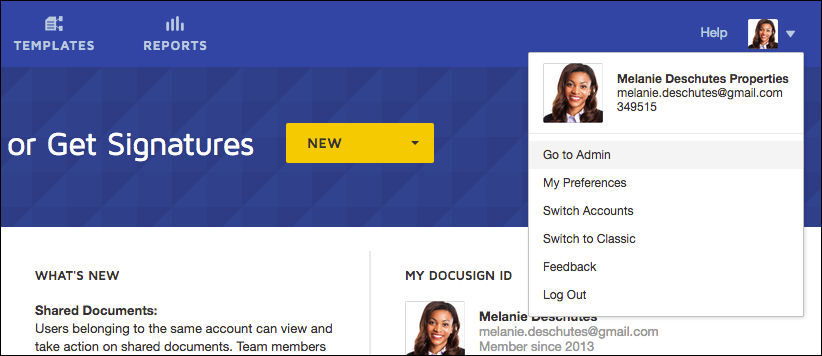 TEMPLATES
REPORTS
Help
Melanie Deschutes Properties
melanie.deschutes@gmail.com
349515
Go to Admin
My Preferences
Switch Accounts
Switch to Classic
Feedback
Log Out
or Get Signatures
NEW
WHAT'S NEW
Shared Documents:
Users belonging to the same account can view and
take action on shared documents. Team members
MY DOCUSIGN ID
Melanie Deschutes
melanie.deschutes@gmail.com
Member since 2013